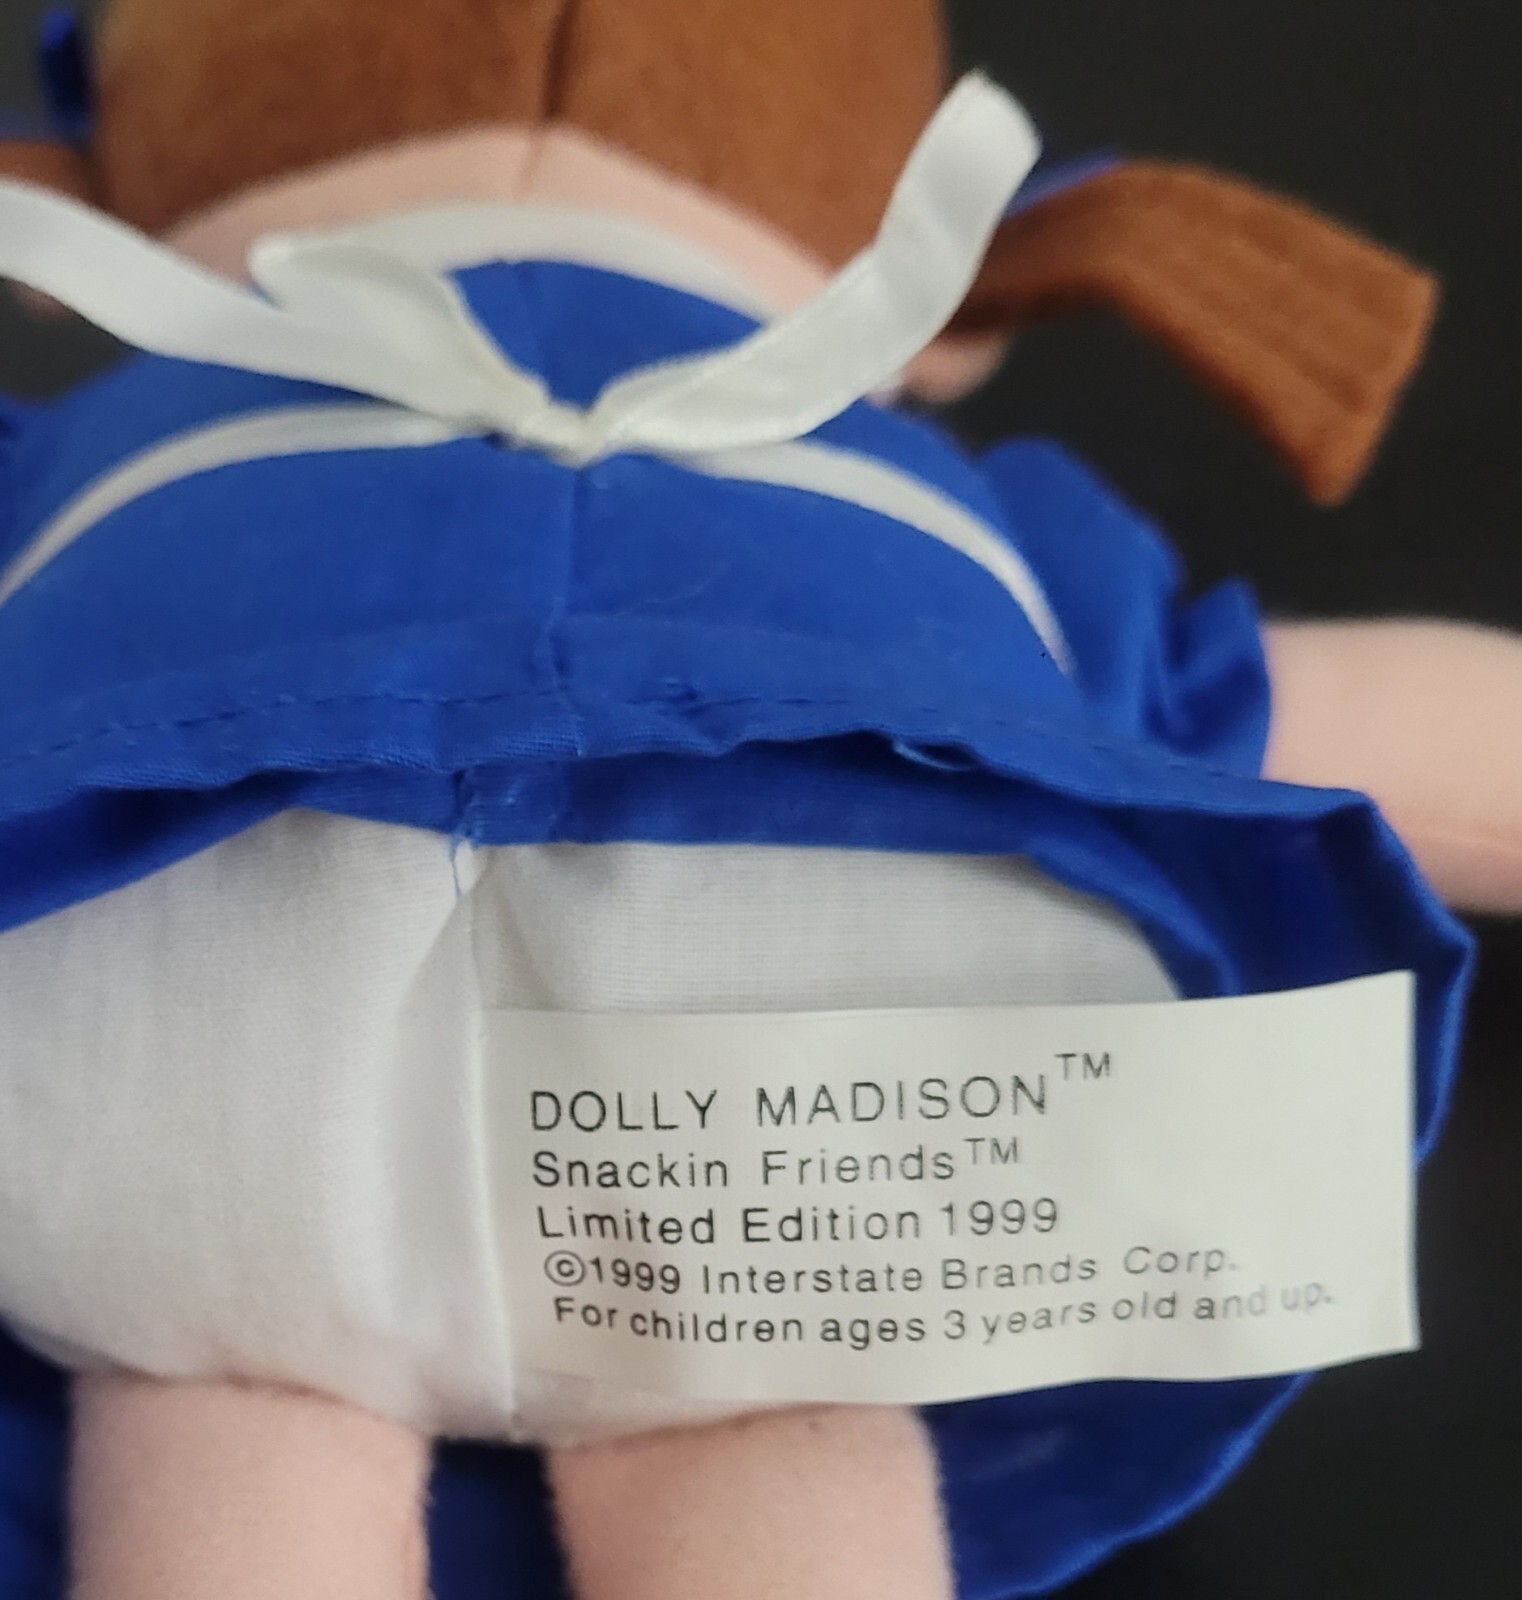 DOLLY MADISON™
Snackin Friends™
Limited Edition 1999
©1999 Interstate Brands Corp.
For children ages 3 years old and up.